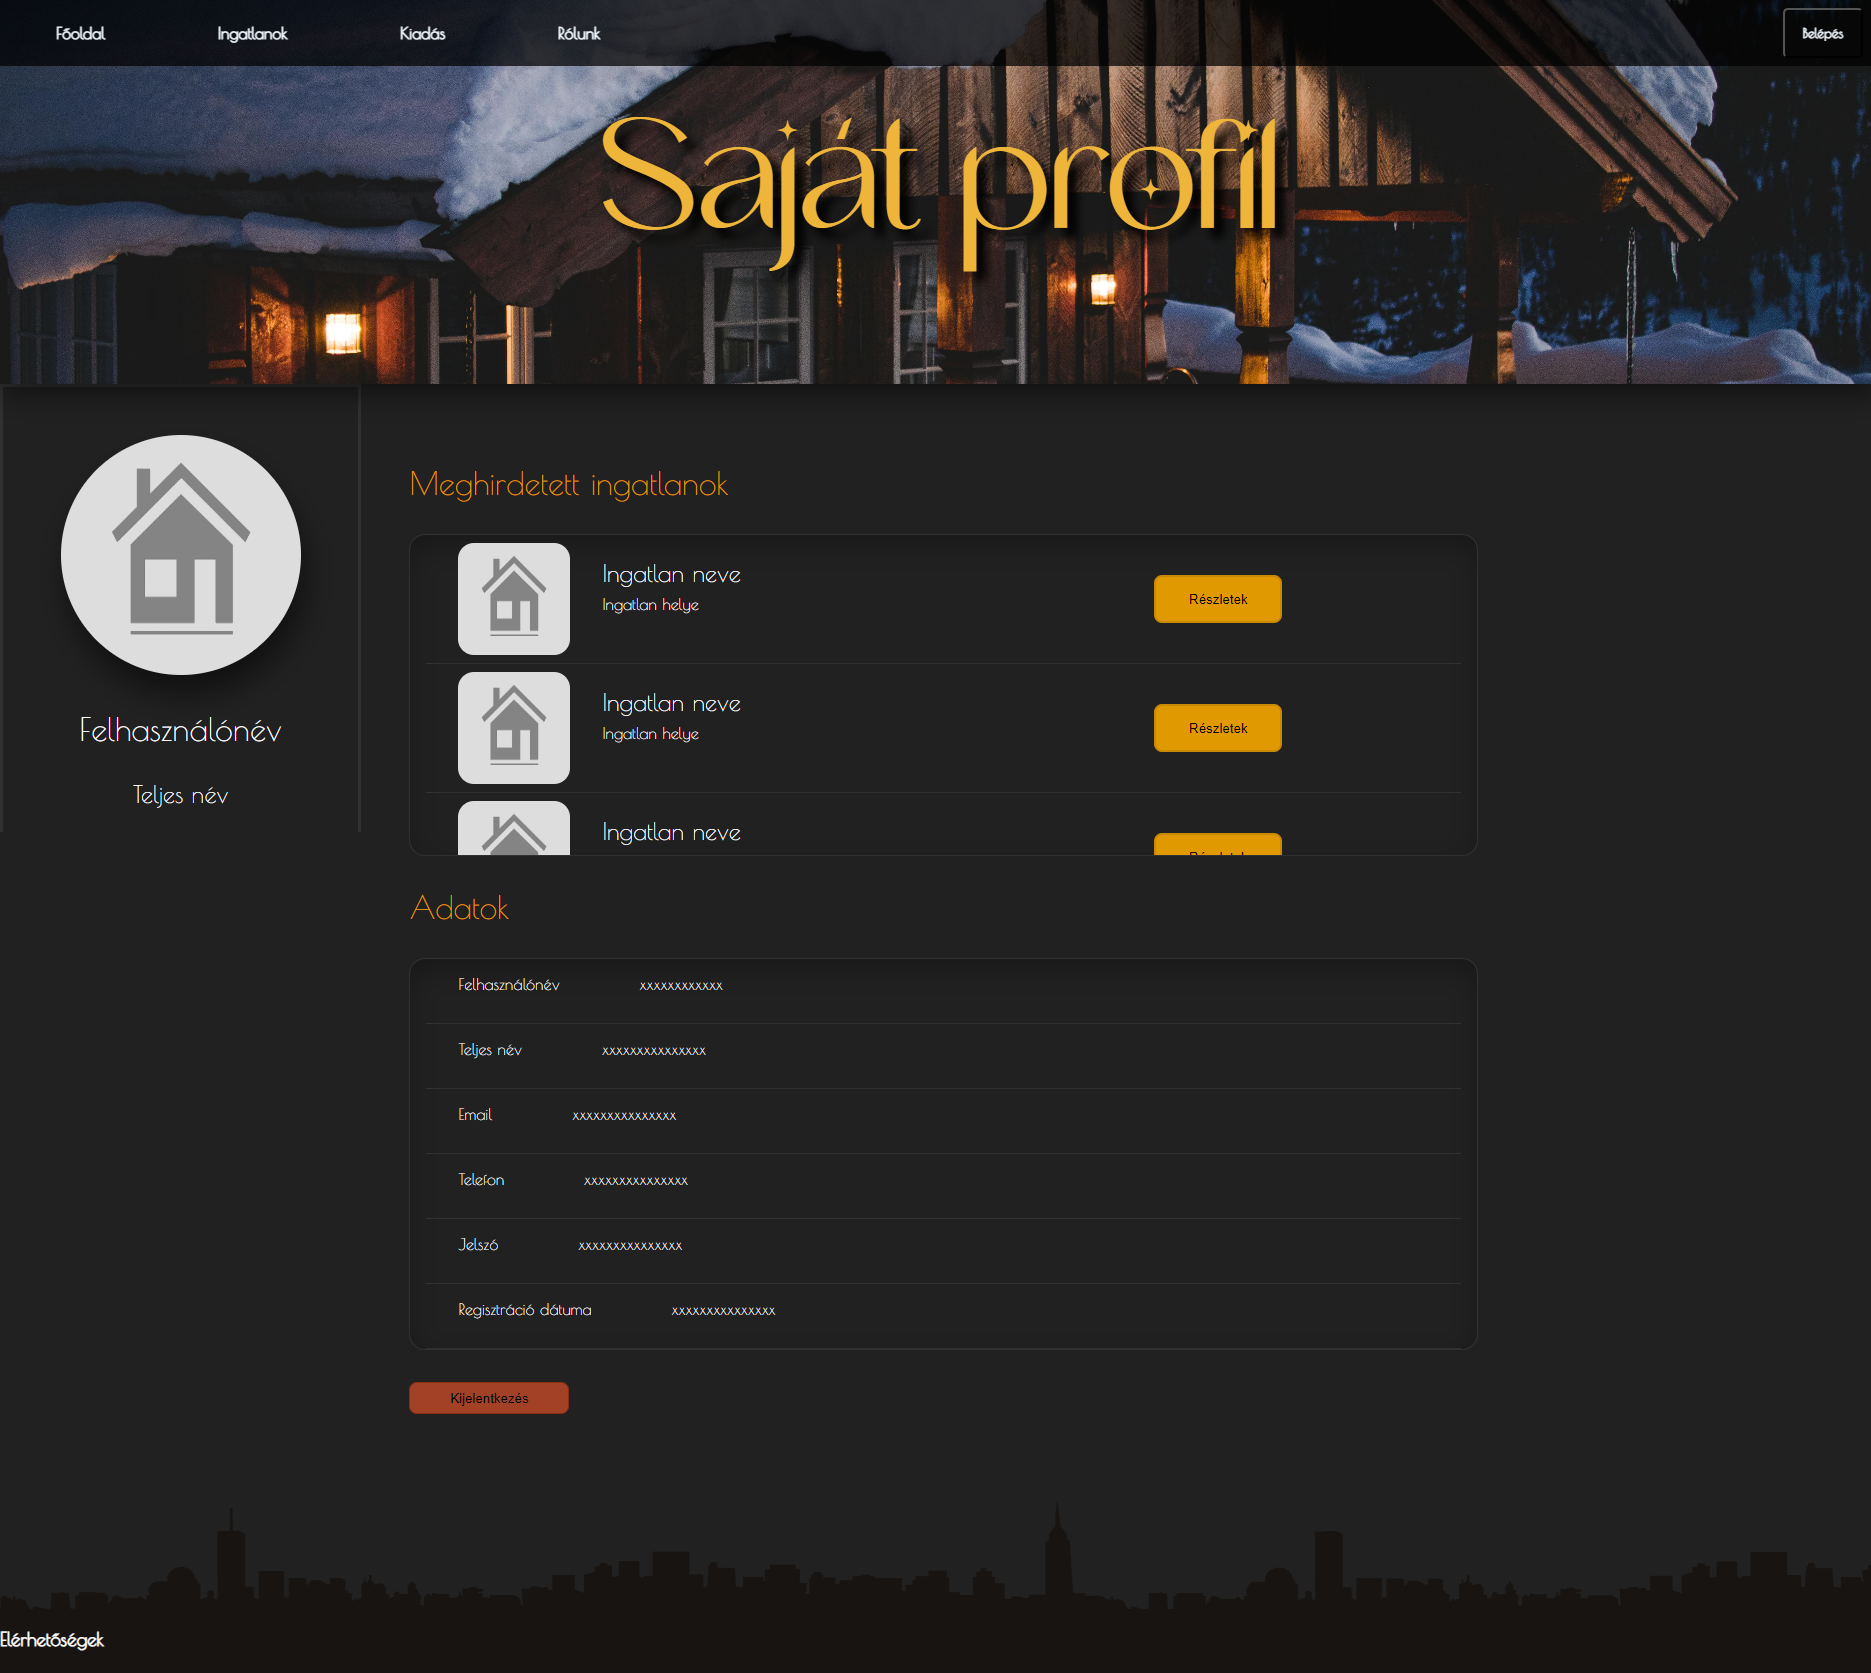 Főoldal Ingatlanok Kiadás Rólunk Belépés
Saját profil
Felhasználónév
Teljes név
Meghirdetett ingatlanok
Ingatlan neve
Ingatlan helye
Részletek
Ingatlan neve
Ingatlan helye
Részletek
Ingatlan neve
Részletek
Adatok
Felhasználónév xxxxxxxxxxxx
Teljes név xxxxxxxxxxxxxxx
Email xxxxxxxxxxxxxxx
Telefon xxxxxxxxxxxxxxx
Jelszó xxxxxxxxxxxxxxx
Regisztráció dátuma xxxxxxxxxxxxxxx
Kijelentkezés
Elérhetőségek